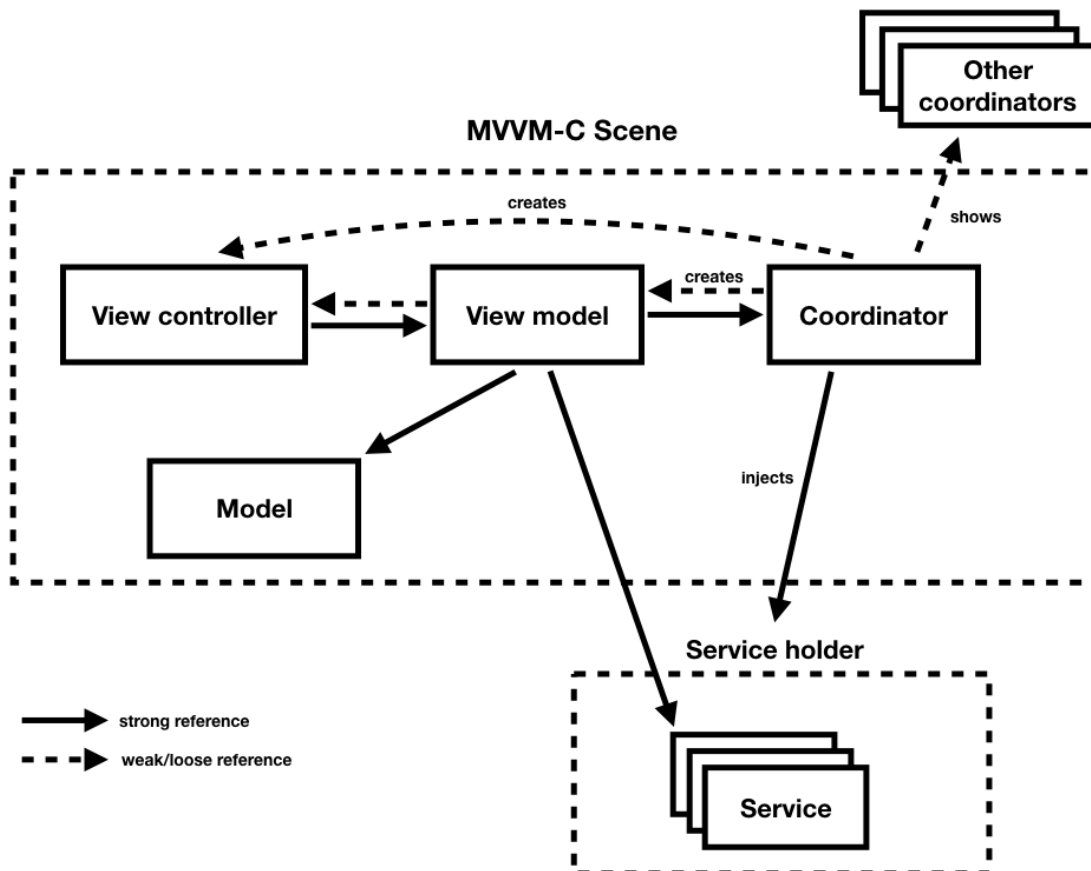 Other
coordinators
MVVM-C Scene
creates
shows
creates
View controller
View model
Coordinator
injects
Model
Service holder
strong reference
weak/loose reference
Service